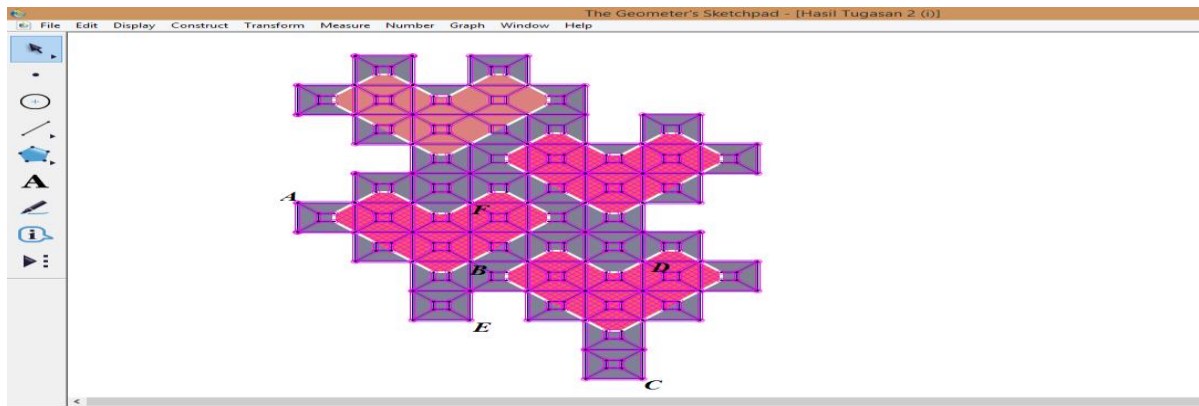 The Geometer's Sketchpad - [Hasil Tugasan 2 (i)]
File Edit Display Construct Transform Measure Number Graph Window Help
A
A
F
B
D
E
C